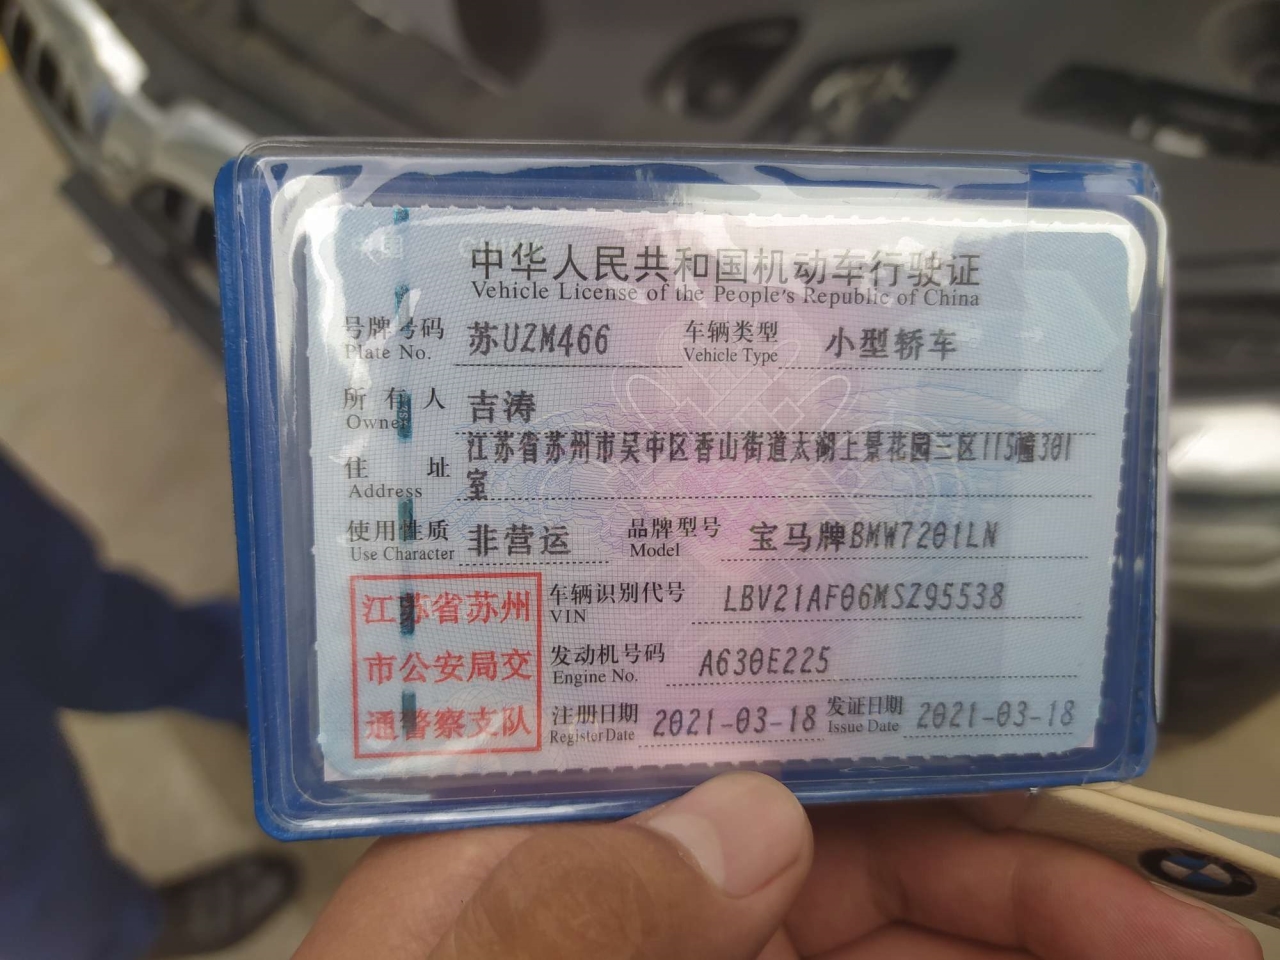 中华人民共和国机动车行驶证
Vehicle License of the People's Republic of China
号牌号码 苏UZM466 车辆类型 小型轿车
Plate No. Vehicle Type
所有人 吉涛
Owner
住址 江苏省苏州市吴中区香山街道太湖上景花园三区115幢301
Address 室
使用性质 非营运 品牌型号 宝马牌BMW7201LN
Use Character Model
车辆识别代号 LBV21AF06MSZ95538
VIN
发动机号码 A630E225
Engine No.
注册日期 2021-03-18 发证日期 2021-03-18
Register Date Issue Date
江苏省苏州
市公安局交
通警察支队